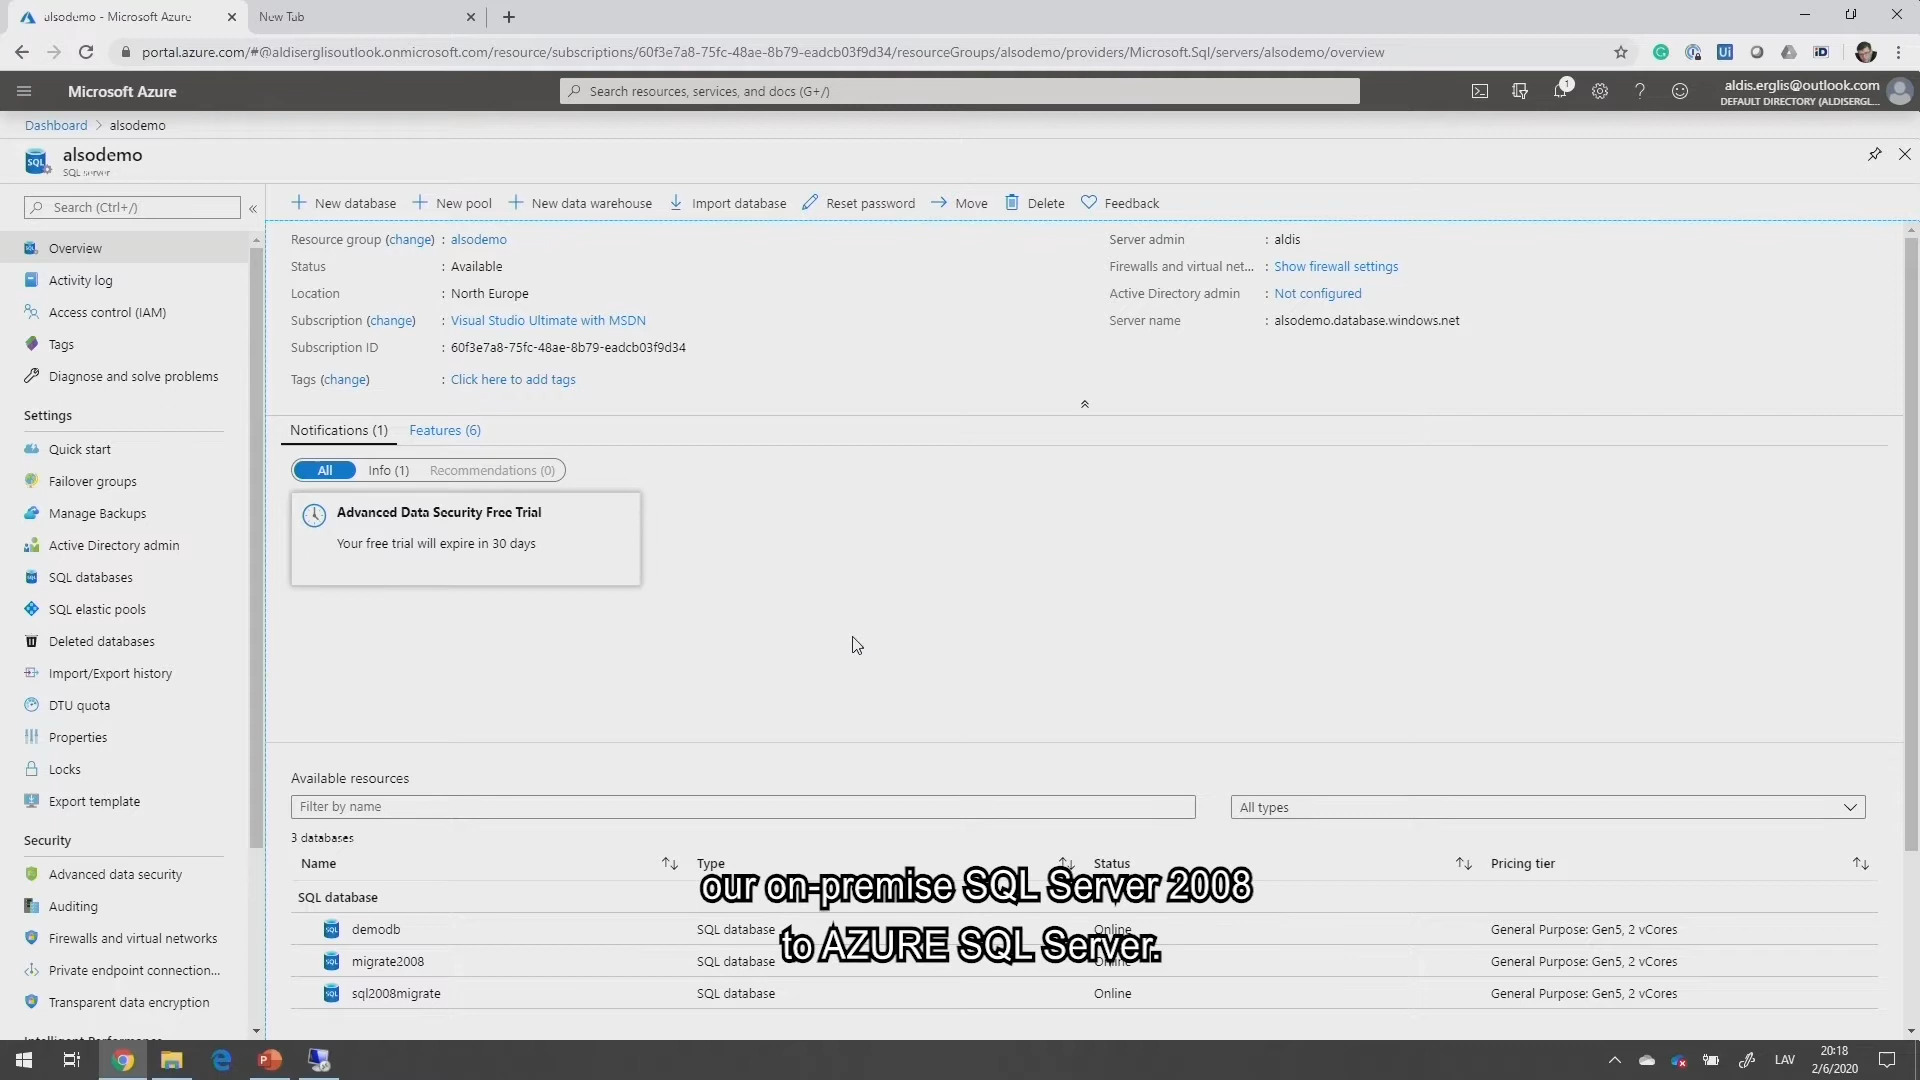 alsodemo - Microsoft Azure
New Tab
portal.azure.com/#@aldiserglisoutlook.onmicrosoft.com/resource/subscriptions/60f3e7a8-75fc-48ae-8b79-eadcb03f9d34/resourceGroups/alsodemo/providers/Microsoft.Sql/servers/alsodemo/overview
Microsoft Azure
Search resources, services, and docs (G+/)
1
aldis.erglis@outlook.com
DEFAULT DIRECTORY (ALDISERGL...
Dashboard > alsodemo
alsodemo
SQL server
Search (Ctrl+/)
«
New database
New pool
New data warehouse
Import database
Reset password
Move
Delete
Feedback
Overview
Activity log
Access control (IAM)
Tags
Diagnose and solve problems
Settings
Quick start
Failover groups
Manage Backups
Active Directory admin
SQL databases
SQL elastic pools
Deleted databases
Import/Export history
DTU quota
Properties
Locks
Export template
Security
Advanced data security
Auditing
Firewalls and virtual networks
Private endpoint connection...
Transparent data encryption
Resource group (change) : alsodemo
Status : Available
Location : North Europe
Subscription (change) : Visual Studio Ultimate with MSDN
Subscription ID : 60f3e7a8-75fc-48ae-8b79-eadcb03f9d34
Tags (change) : Click here to add tags
Server admin : aldis
Firewalls and virtual net... : Show firewall settings
Active Directory admin : Not configured
Server name : alsodemo.database.windows.net
Notifications (1)
Features (6)
All
Info (1)
Recommendations (0)
Advanced Data Security Free Trial
Your free trial will expire in 30 days
Available resources
Filter by name
All types
3 databases
Name
Type
Status
Pricing tier
SQL database
demodb SQL database Online General Purpose: Gen5, 2 vCores
migrate2008 SQL database Online General Purpose: Gen5, 2 vCores
sql2008migrate SQL database Online General Purpose: Gen5, 2 vCores
our on-premise SQL Server 2008
to AZURE SQL Server.
LAV
20:18
2/6/2020